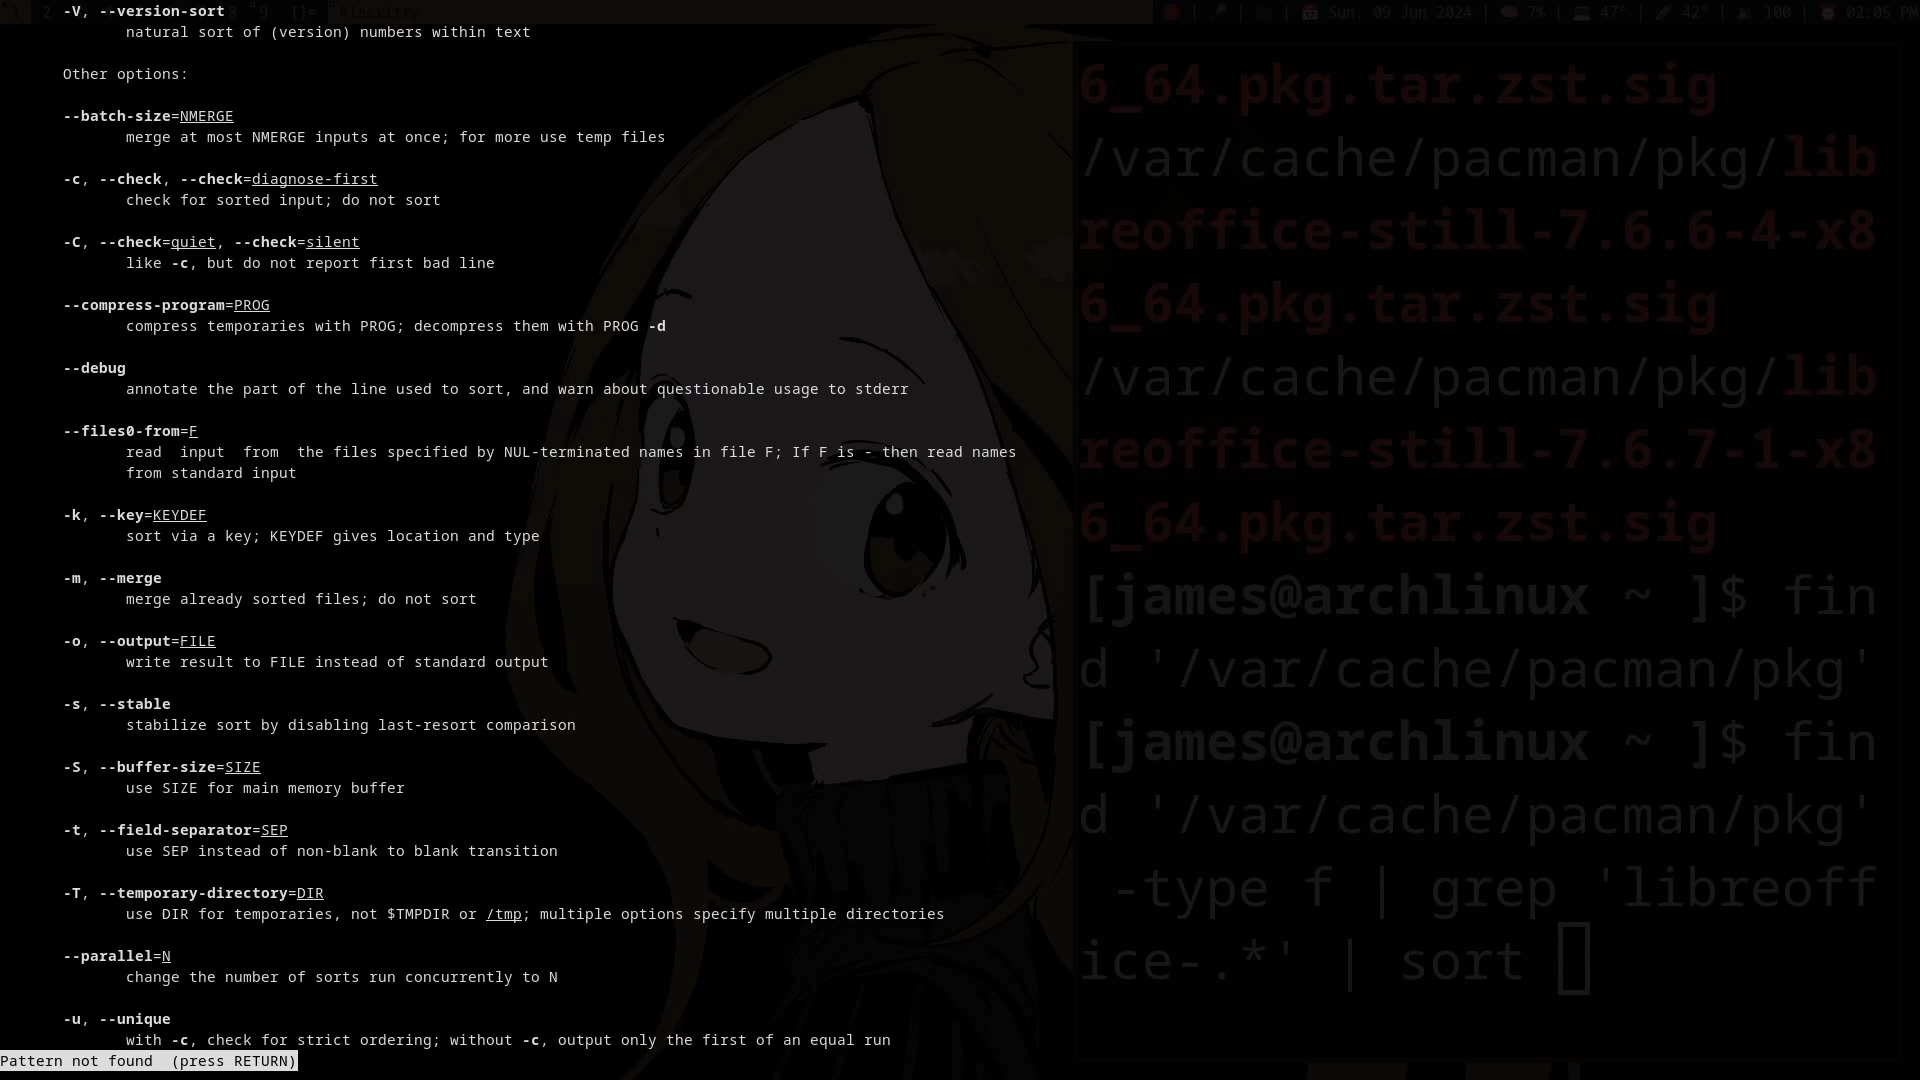 -V, --version-sort
natural sort of (version) numbers within text
Other options:
--batch-size=NMERGE
merge at most NMERGE inputs at once; for more use temp files
-c, --check, --check=diagnose-first
check for sorted input; do not sort
-C, --check=quiet, --check=silent
like -c, but do not report first bad line
--compress-program=PROG
compress temporaries with PROG; decompress them with PROG -d
--debug
annotate the part of the line used to sort, and warn about questionable usage to stderr
--files0-from=F
read  input  from  the files specified by NUL-terminated names in file F; If F is - then read names
from standard input
-k, --key=KEYDEF
sort via a key; KEYDEF gives location and type
-m, --merge
merge already sorted files; do not sort
-o, --output=FILE
write result to FILE instead of standard output
-s, --stable
stabilize sort by disabling last-resort comparison
-S, --buffer-size=SIZE
use SIZE for main memory buffer
-t, --field-separator=SEP
use SEP instead of non-blank to blank transition
-T, --temporary-directory=DIR
use DIR for temporaries, not $TMPDIR or /tmp; multiple options specify multiple directories
--parallel=N
change the number of sorts run concurrently to N
-u, --unique
with -c, check for strict ordering; without -c, output only the first of an equal run
Pattern not found  (press RETURN)
| | | Sun, 09 Jun 2024 | 7% | 47° | 42° | 100 | 02:05 PM
6_64.pkg.tar.zst.sig
/var/cache/pacman/pkg/lib
reoffice-still-7.6.6-4-x8
6_64.pkg.tar.zst.sig
/var/cache/pacman/pkg/lib
reoffice-still-7.6.7-1-x8
6_64.pkg.tar.zst.sig
[james@archlinux ~ ]$ fin
d '/var/cache/pacman/pkg'
[james@archlinux ~ ]$ fin
d '/var/cache/pacman/pkg'
-type f | grep 'libreoff
ice-.*' | sort